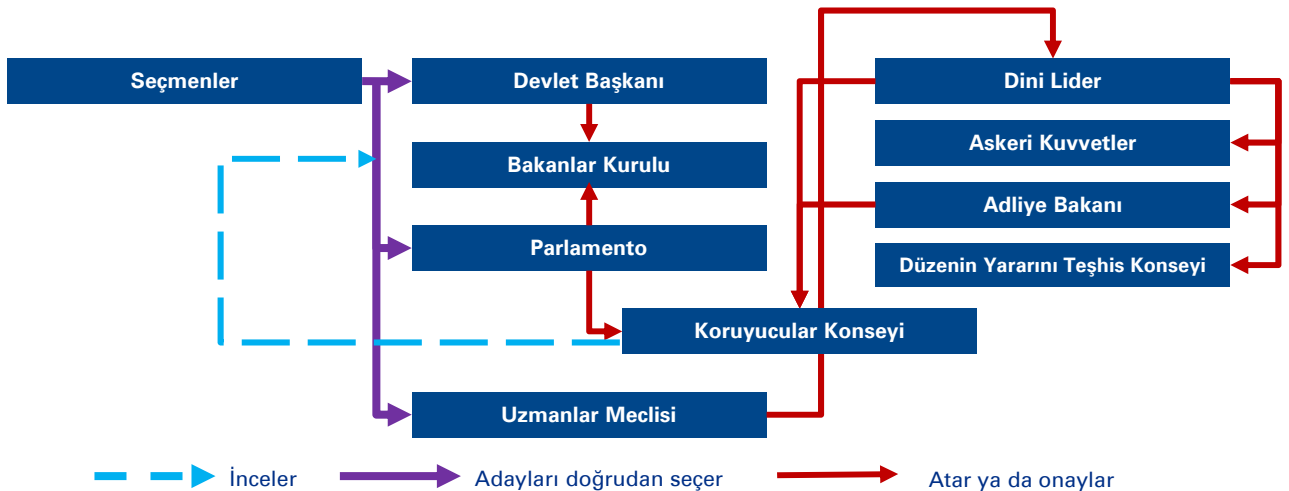 Seçmenler
Devlet Başkanı
Dini Lider
Bakanlar Kurulu
Askeri Kuvvetler
Adliye Bakanı
Parlamento
Düzenin Yararını Teşhis Konseyi
Koruyucular Konseyi
Uzmanlar Meclisi
İnceler
Adayları doğrudan seçer
Atar ya da onaylar